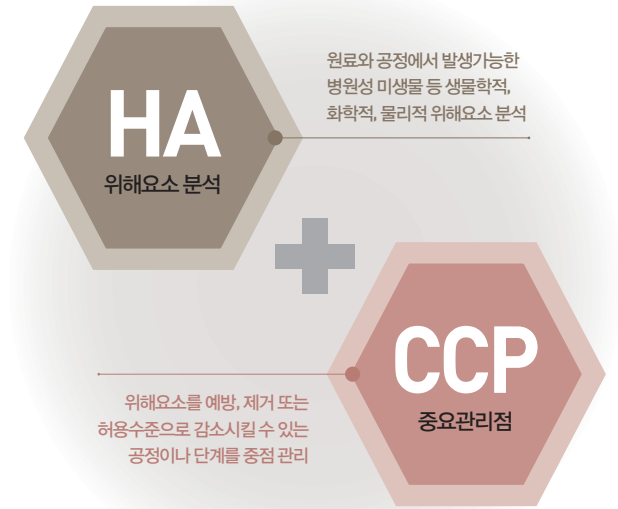 HA
위해요소 분석
원료와 공정에서 발생가능한
병원성 미생물 등 생물학적,
화학적, 물리적 위해요소 분석
CCP
중요관리점
위해요소를 예방, 제거 또는
허용수준으로 감소시킬 수 있는
공정이나 단계를 중점 관리